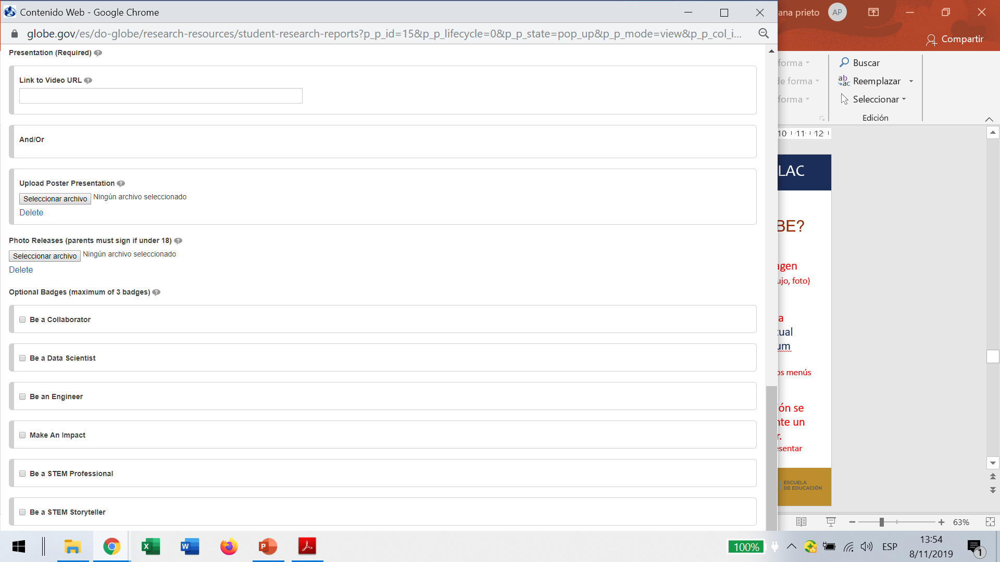 Contenido Web - Google Chrome
ana prieto
AP
globe.gov/es/do-globe/research-resources/student-research-reports?p_p_id=15&p_p_lifecycle=0&p_p_state=pop_up&p_p_mode=view&p_p_col_i...
Compartir
Presentation (Required)
Link to Video URL
And/Or
Upload Poster Presentation
Seleccionar archivo Ningún archivo seleccionado
Delete
Photo Releases (parents must sign if under 18)
Seleccionar archivo Ningún archivo seleccionado
Delete
Optional Badges (maximum of 3 badges)
Be a Collaborator
Be a Data Scientist
Be an Engineer
Make An Impact
Be a STEM Professional
Be a STEM Storyteller
forma
de forma
forma
Buscar
Reemplazar
Seleccionar
Edición
10 11 12
LAC
BE?
agen
ujo, foto)
a
tual
um
os menús
ón se
nte un
r.
esentar
ESCUELA
DE EDUCACIÓN
63%
100%
ESP
13:54
8/11/2019
1